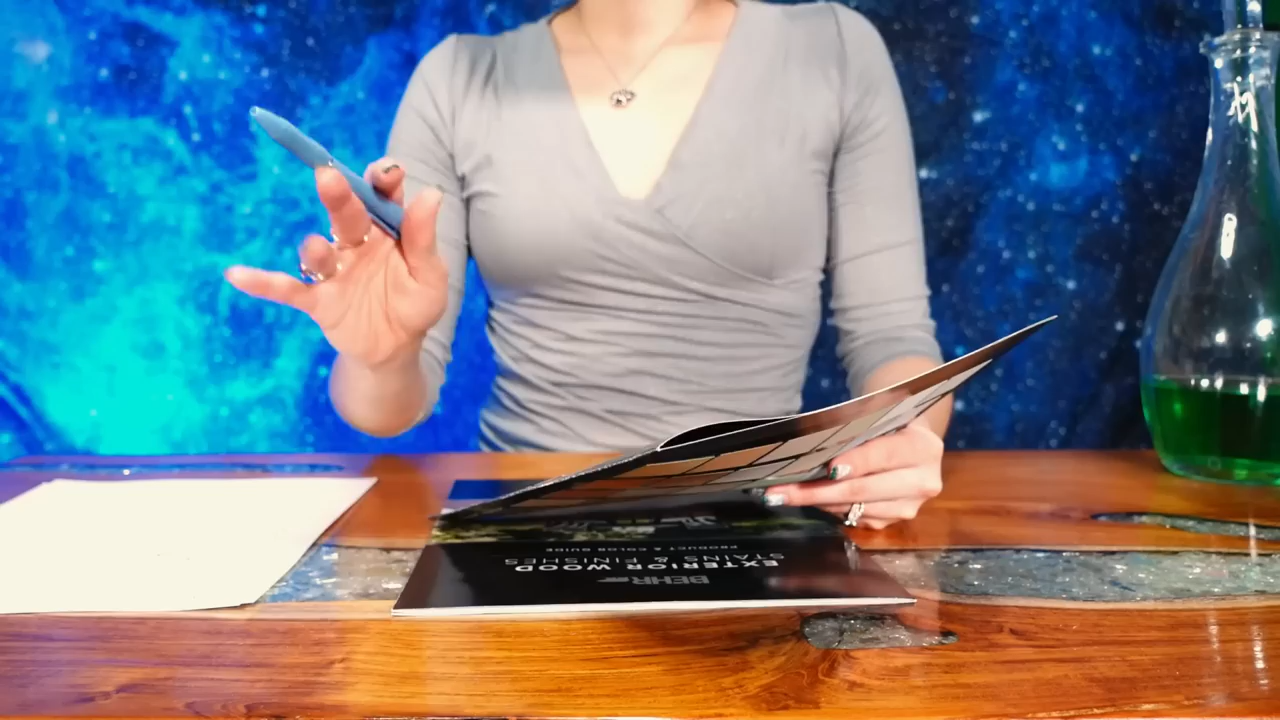 BEHR
EXTERIOR WOOD
STAINS & FINISHES
PRODUCT & COLOR GUIDE